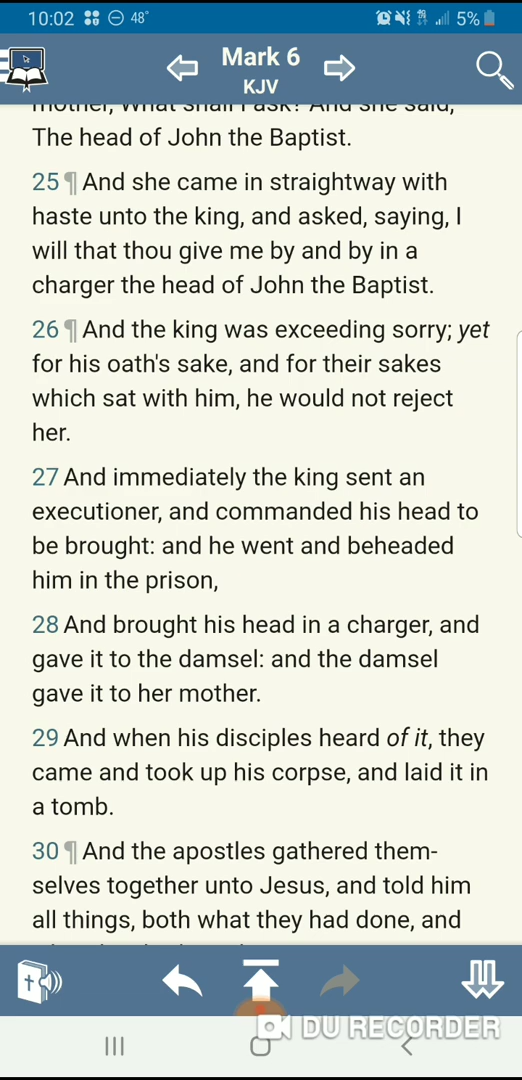 10:02 48° 5%
Mark 6
KJV
mother, What shall I ask? And she said,
The head of John the Baptist.
25 ¶ And she came in straightway with
haste unto the king, and asked, saying, I
will that thou give me by and by in a
charger the head of John the Baptist.
26 ¶ And the king was exceeding sorry; yet
for his oath's sake, and for their sakes
which sat with him, he would not reject
her.
27 And immediately the king sent an
executioner, and commanded his head to
be brought: and he went and beheaded
him in the prison,
28 And brought his head in a charger, and
gave it to the damsel: and the damsel
gave it to her mother.
29 And when his disciples heard of it, they
came and took up his corpse, and laid it in
a tomb.
30 ¶ And the apostles gathered them-
selves together unto Jesus, and told him
all things, both what they had done, and
DU RECORDER